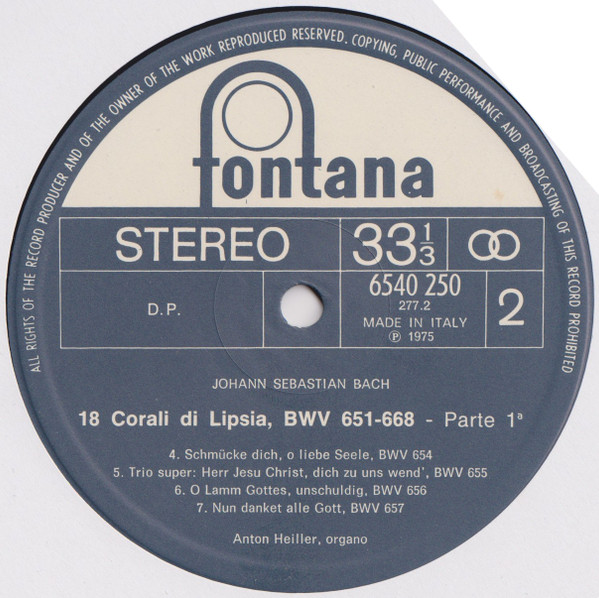 ALL RIGHTS OF THE RECORD PRODUCER AND OF THE OWNER OF THE WORK REPRODUCED RESERVED. COPYING, PUBLIC PERFORMANCE AND BROADCASTING OF THIS RECORD PROHIBITED
fontana
STEREO 33 1/3
6540 250
277.2
D.P.
MADE IN ITALY
℗ 1975
2
JOHANN SEBASTIAN BACH
18 Corali di Lipsia, BWV 651-668 - Parte 1ª
4. Schmücke dich, o liebe Seele, BWV 654
5. Trio super: Herr Jesu Christ, dich zu uns wend', BWV 655
6. O Lamm Gottes, unschuldig, BWV 656
7. Nun danket alle Gott, BWV 657
Anton Heiller, organo